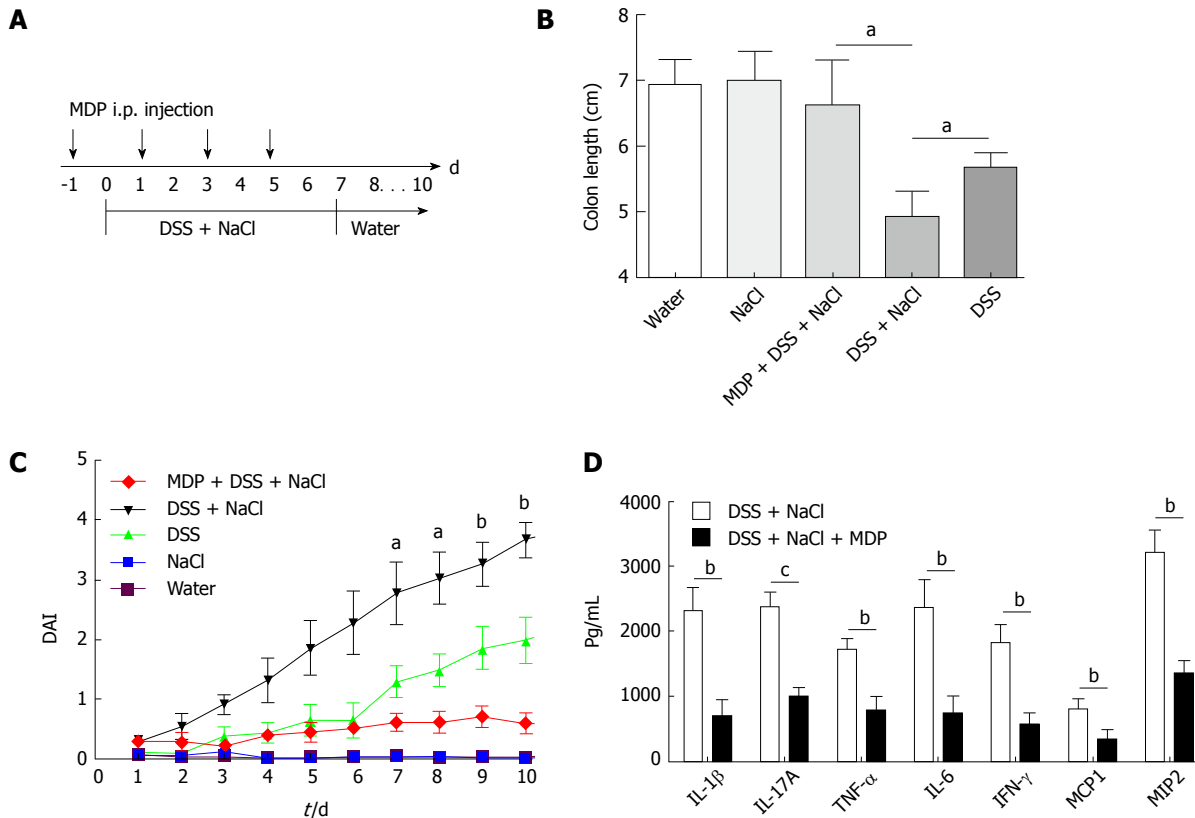 A
MDP i.p. injection
d
-1 0 1 2 3 4 5 6 7 8. . . 10
DSS + NaCl Water
B
Colon length (cm)
8
7
6
5
4
a
a
Water
NaCl
MDP + DSS + NaCl
DSS + NaCl
DSS
C
DAI
5
4
3
2
1
0
MDP + DSS + NaCl
DSS + NaCl
DSS
NaCl
Water
a a b b
0 1 2 3 4 5 6 7 8 9 10
t/d
D
Pg/mL
4000
3000
2000
1000
0
DSS + NaCl
DSS + NaCl + MDP
b c b b b b b
IL-1β
IL-17A
TNF-α
IL-6
IFN-γ
MCP1
MIP2